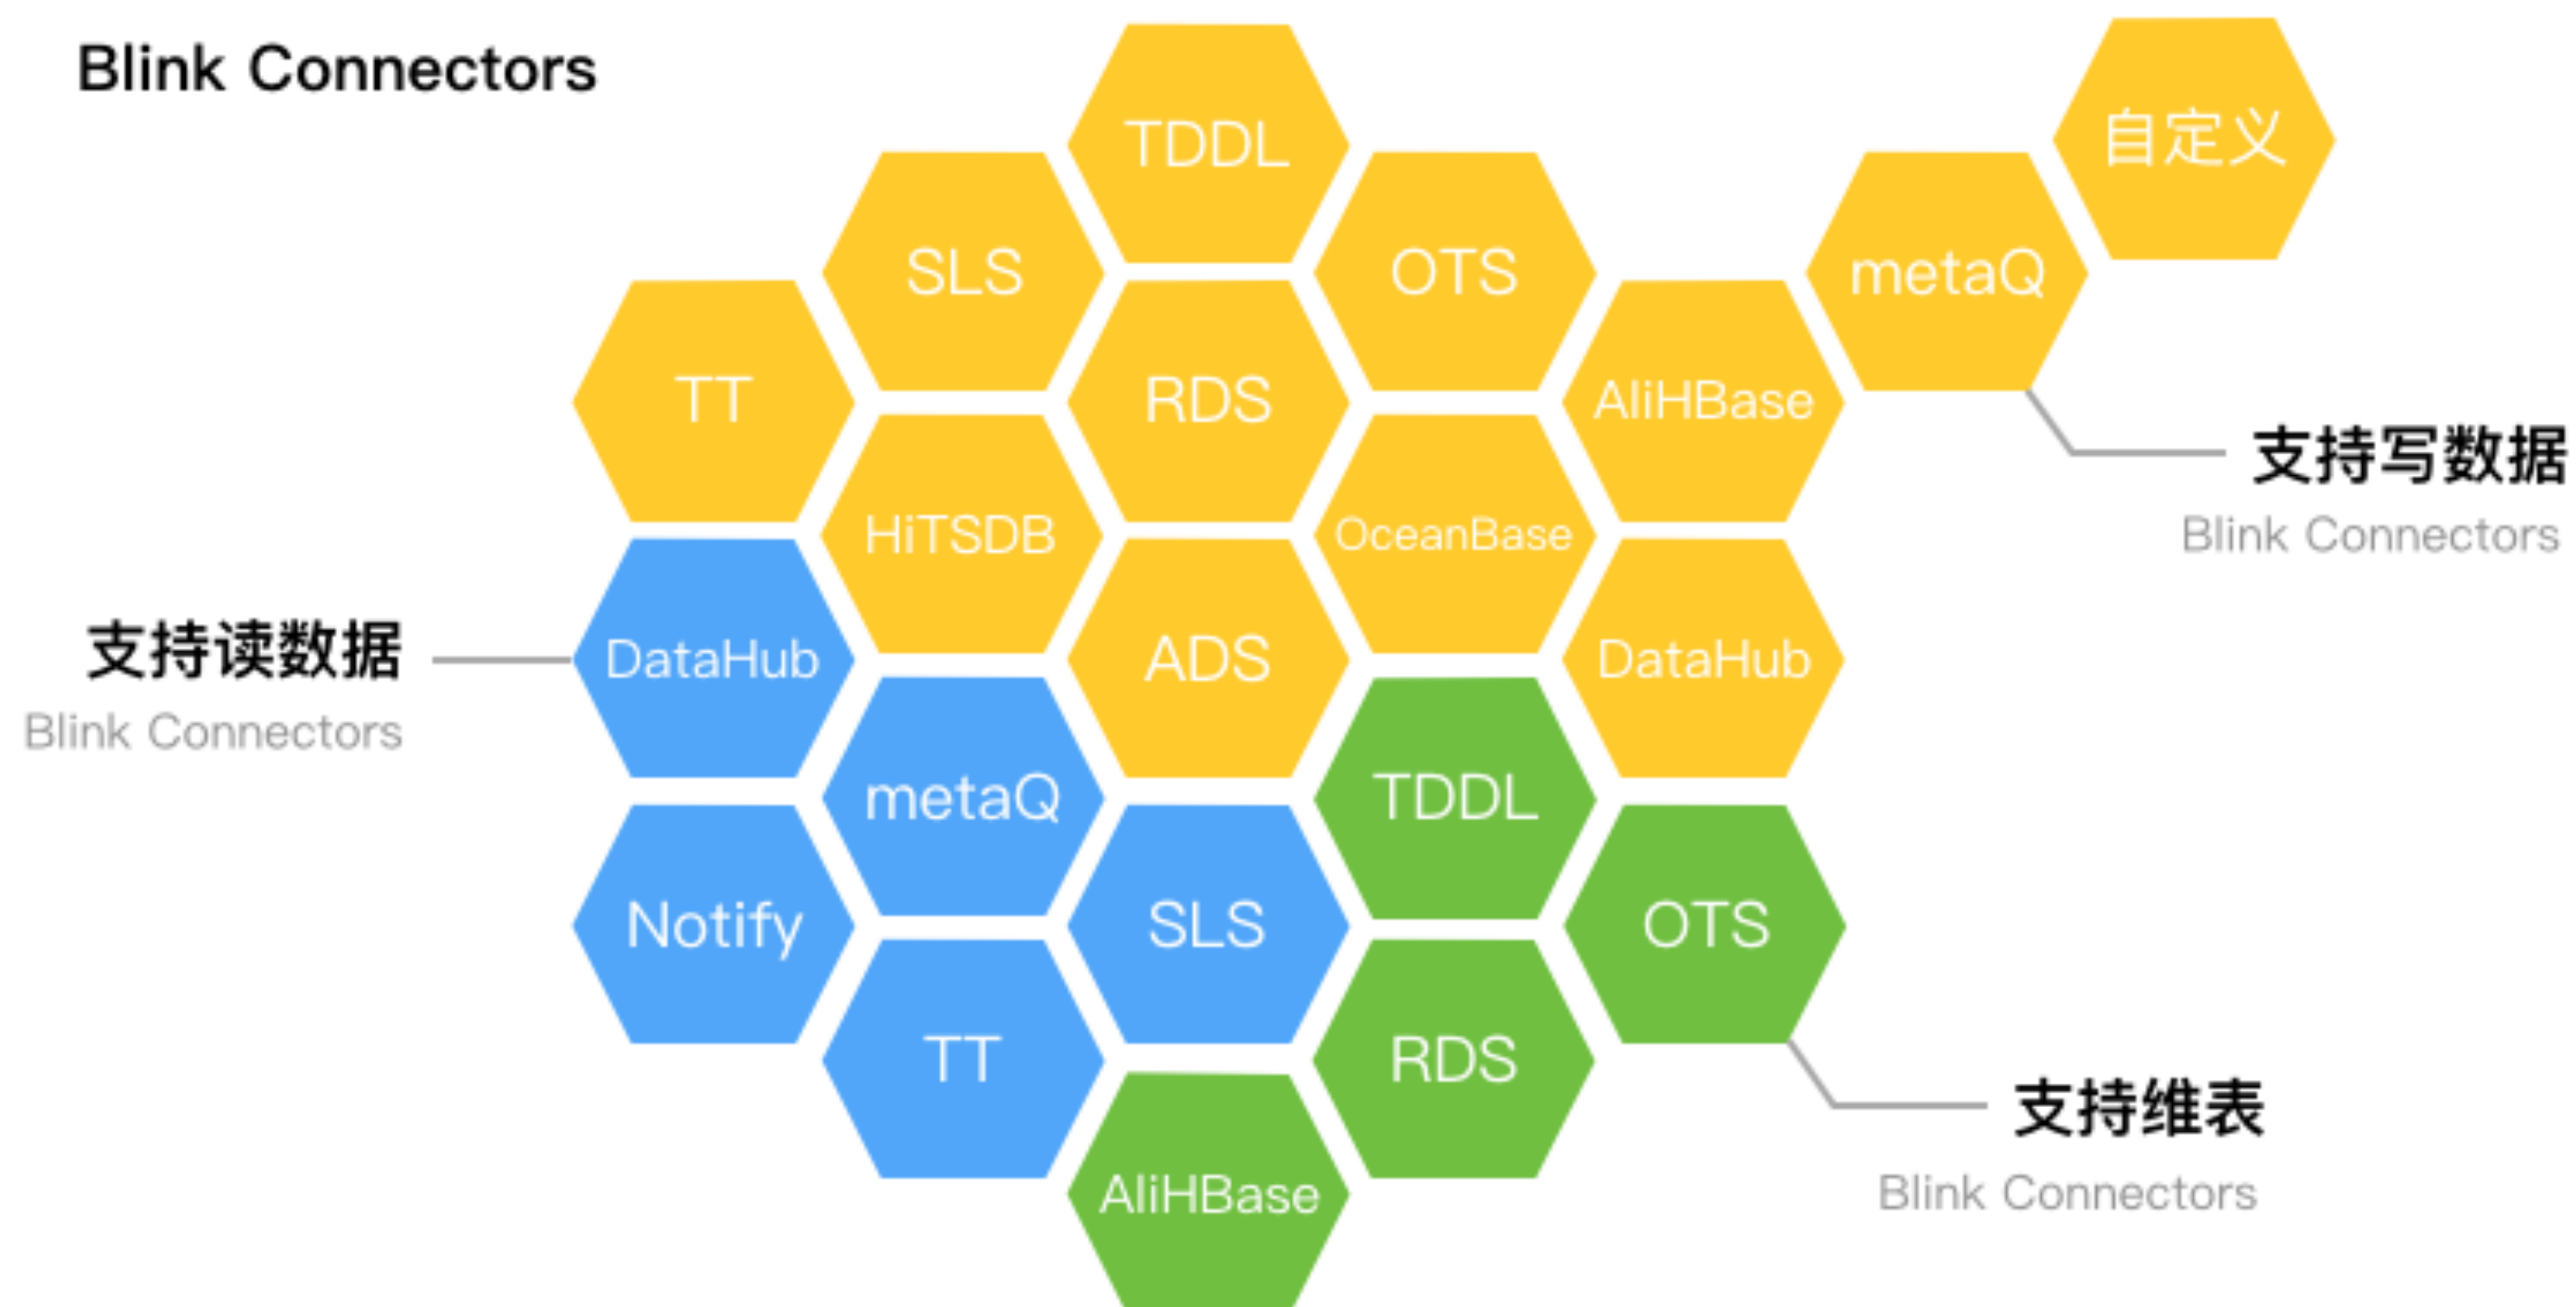 Blink Connectors
TDDL
自定义
SLS
OTS
metaQ
TT
RDS
AliHBase
支持写数据
Blink Connectors
HiTSDB
OceanBase
支持读数据
Blink Connectors
DataHub
ADS
DataHub
metaQ
TDDL
Notify
SLS
OTS
TT
RDS
支持维表
Blink Connectors
AliHBase